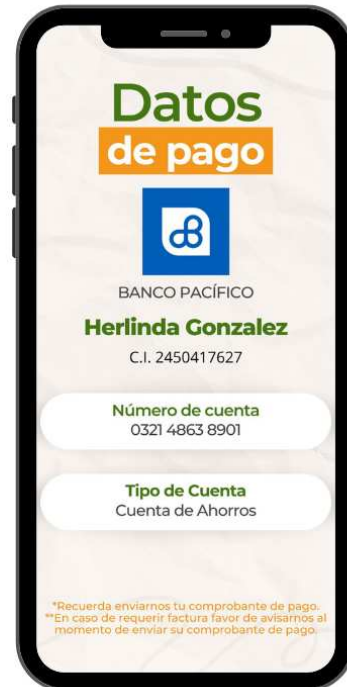 Datos
de pago
BANCO PACÍFICO
Herlinda Gonzalez
C.I. 2450417627
Número de cuenta
0321 4863 8901
Tipo de Cuenta
Cuenta de Ahorros
*Recuerda enviarnos tu comprobante de pago.
**En caso de requerir factura favor de avisarnos al
momento de enviar su comprobante de pago.